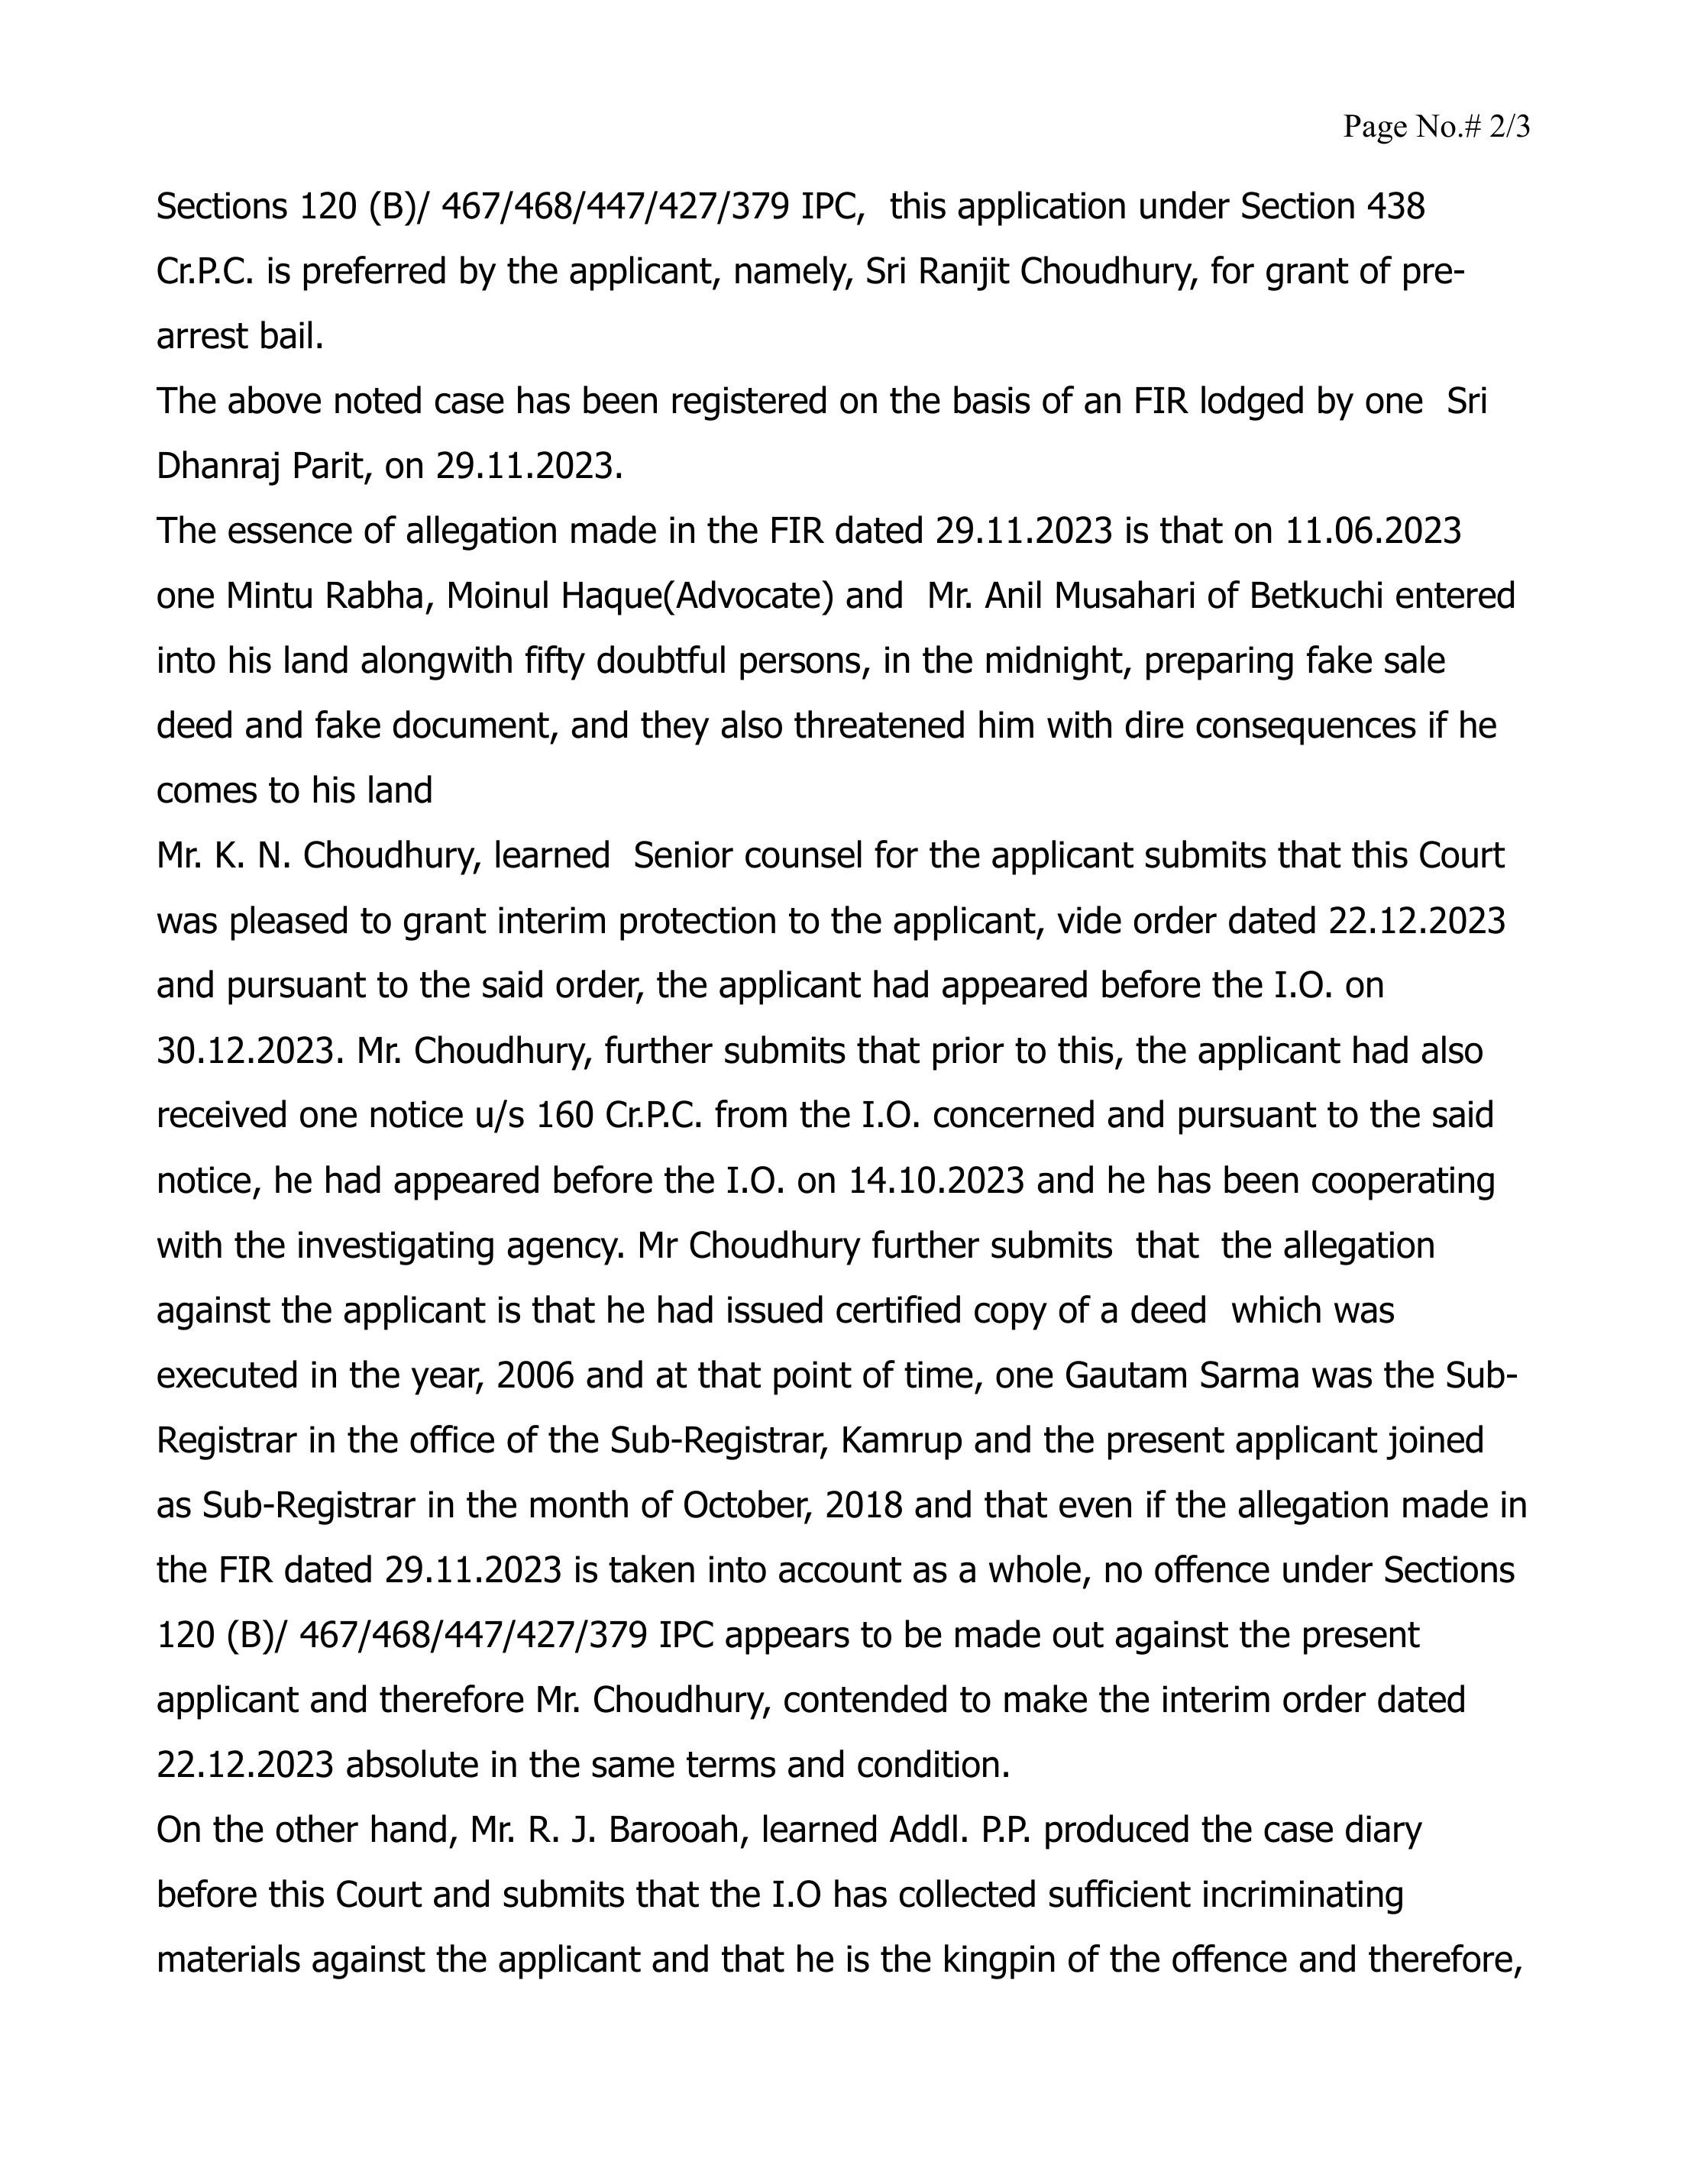 Page No.# 2/3
Sections 120 (B)/ 467/468/447/427/379 IPC,  this application under Section 438
Cr.P.C. is preferred by the applicant, namely, Sri Ranjit Choudhury, for grant of pre-
arrest bail.
The above noted case has been registered on the basis of an FIR lodged by one  Sri
Dhanraj Parit, on 29.11.2023.
The essence of allegation made in the FIR dated 29.11.2023 is that on 11.06.2023
one Mintu Rabha, Moinul Haque(Advocate) and  Mr. Anil Musahari of Betkuchi entered
into his land alongwith fifty doubtful persons, in the midnight, preparing fake sale
deed and fake document, and they also threatened him with dire consequences if he
comes to his land
Mr. K. N. Choudhury, learned  Senior counsel for the applicant submits that this Court
was pleased to grant interim protection to the applicant, vide order dated 22.12.2023
and pursuant to the said order, the applicant had appeared before the I.O. on
30.12.2023. Mr. Choudhury, further submits that prior to this, the applicant had also
received one notice u/s 160 Cr.P.C. from the I.O. concerned and pursuant to the said
notice, he had appeared before the I.O. on 14.10.2023 and he has been cooperating
with the investigating agency. Mr Choudhury further submits  that  the allegation
against the applicant is that he had issued certified copy of a deed  which was
executed in the year, 2006 and at that point of time, one Gautam Sarma was the Sub-
Registrar in the office of the Sub-Registrar, Kamrup and the present applicant joined
as Sub-Registrar in the month of October, 2018 and that even if the allegation made in
the FIR dated 29.11.2023 is taken into account as a whole, no offence under Sections
120 (B)/ 467/468/447/427/379 IPC appears to be made out against the present
applicant and therefore Mr. Choudhury, contended to make the interim order dated
22.12.2023 absolute in the same terms and condition.
On the other hand, Mr. R. J. Barooah, learned Addl. P.P. produced the case diary
before this Court and submits that the I.O has collected sufficient incriminating
materials against the applicant and that he is the kingpin of the offence and therefore,